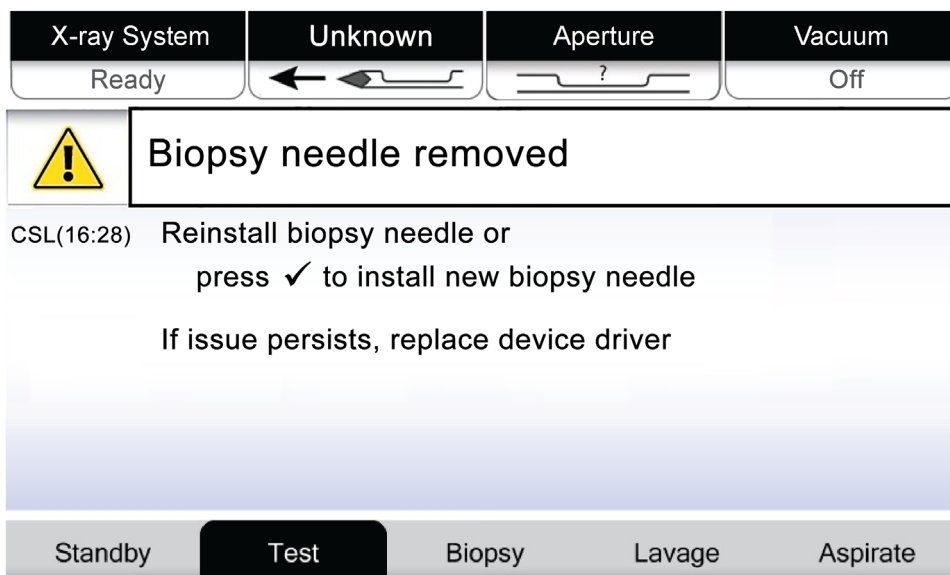 X-ray System
Unknown
Aperture
Vacuum
Ready
?
Off
Biopsy needle removed
CSL(16:28) Reinstall biopsy needle or
press ✓ to install new biopsy needle
If issue persists, replace device driver
Standby
Test
Biopsy
Lavage
Aspirate